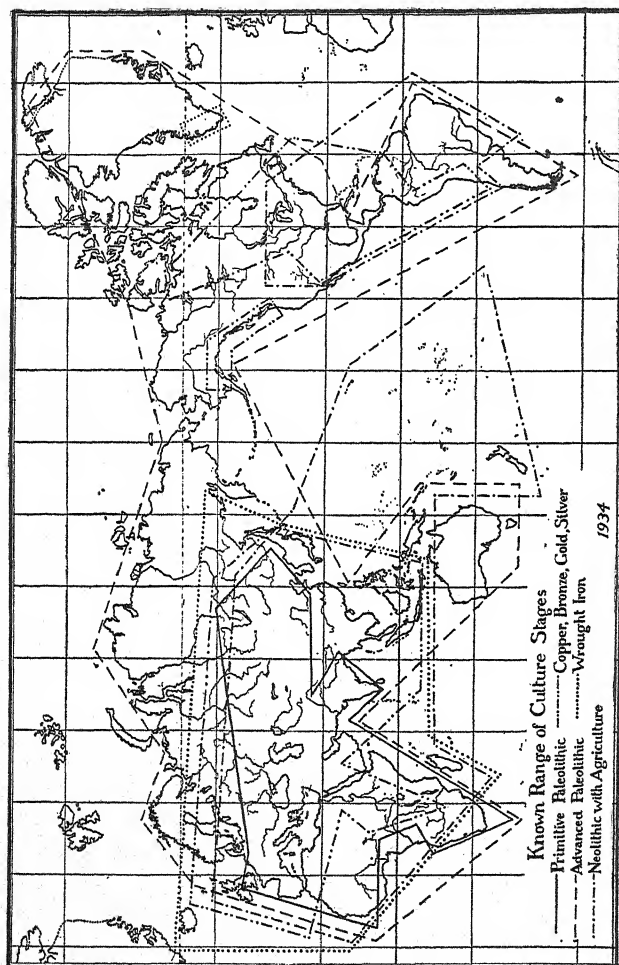 Known Range of Culture Stages
Primitive Paleolithic Copper, Bronze, Gold, Silver
Advanced Paleolithic Wrought Iron
Neolithic with Agriculture
1934